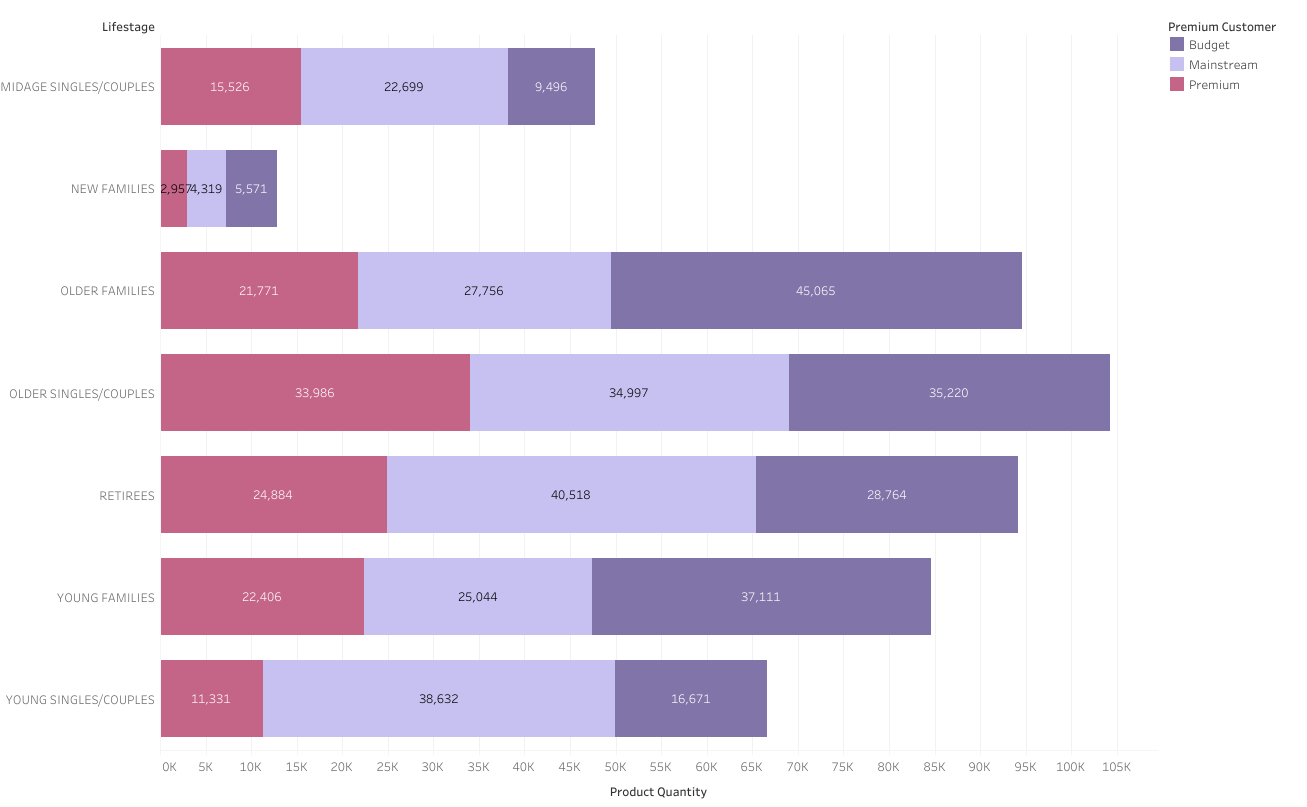 Lifestage
Premium Customer
Budget
Mainstream
Premium
MIDAGE SINGLES/COUPLES 15,526 22,699 9,496
NEW FAMILIES 2,957 4,319 5,571
OLDER FAMILIES 21,771 27,756 45,065
OLDER SINGLES/COUPLES 33,986 34,997 35,220
RETIREES 24,884 40,518 28,764
YOUNG FAMILIES 22,406 25,044 37,111
YOUNG SINGLES/COUPLES 11,331 38,632 16,671
0K 5K 10K 15K 20K 25K 30K 35K 40K 45K 50K 55K 60K 65K 70K 75K 80K 85K 90K 95K 100K 105K
Product Quantity